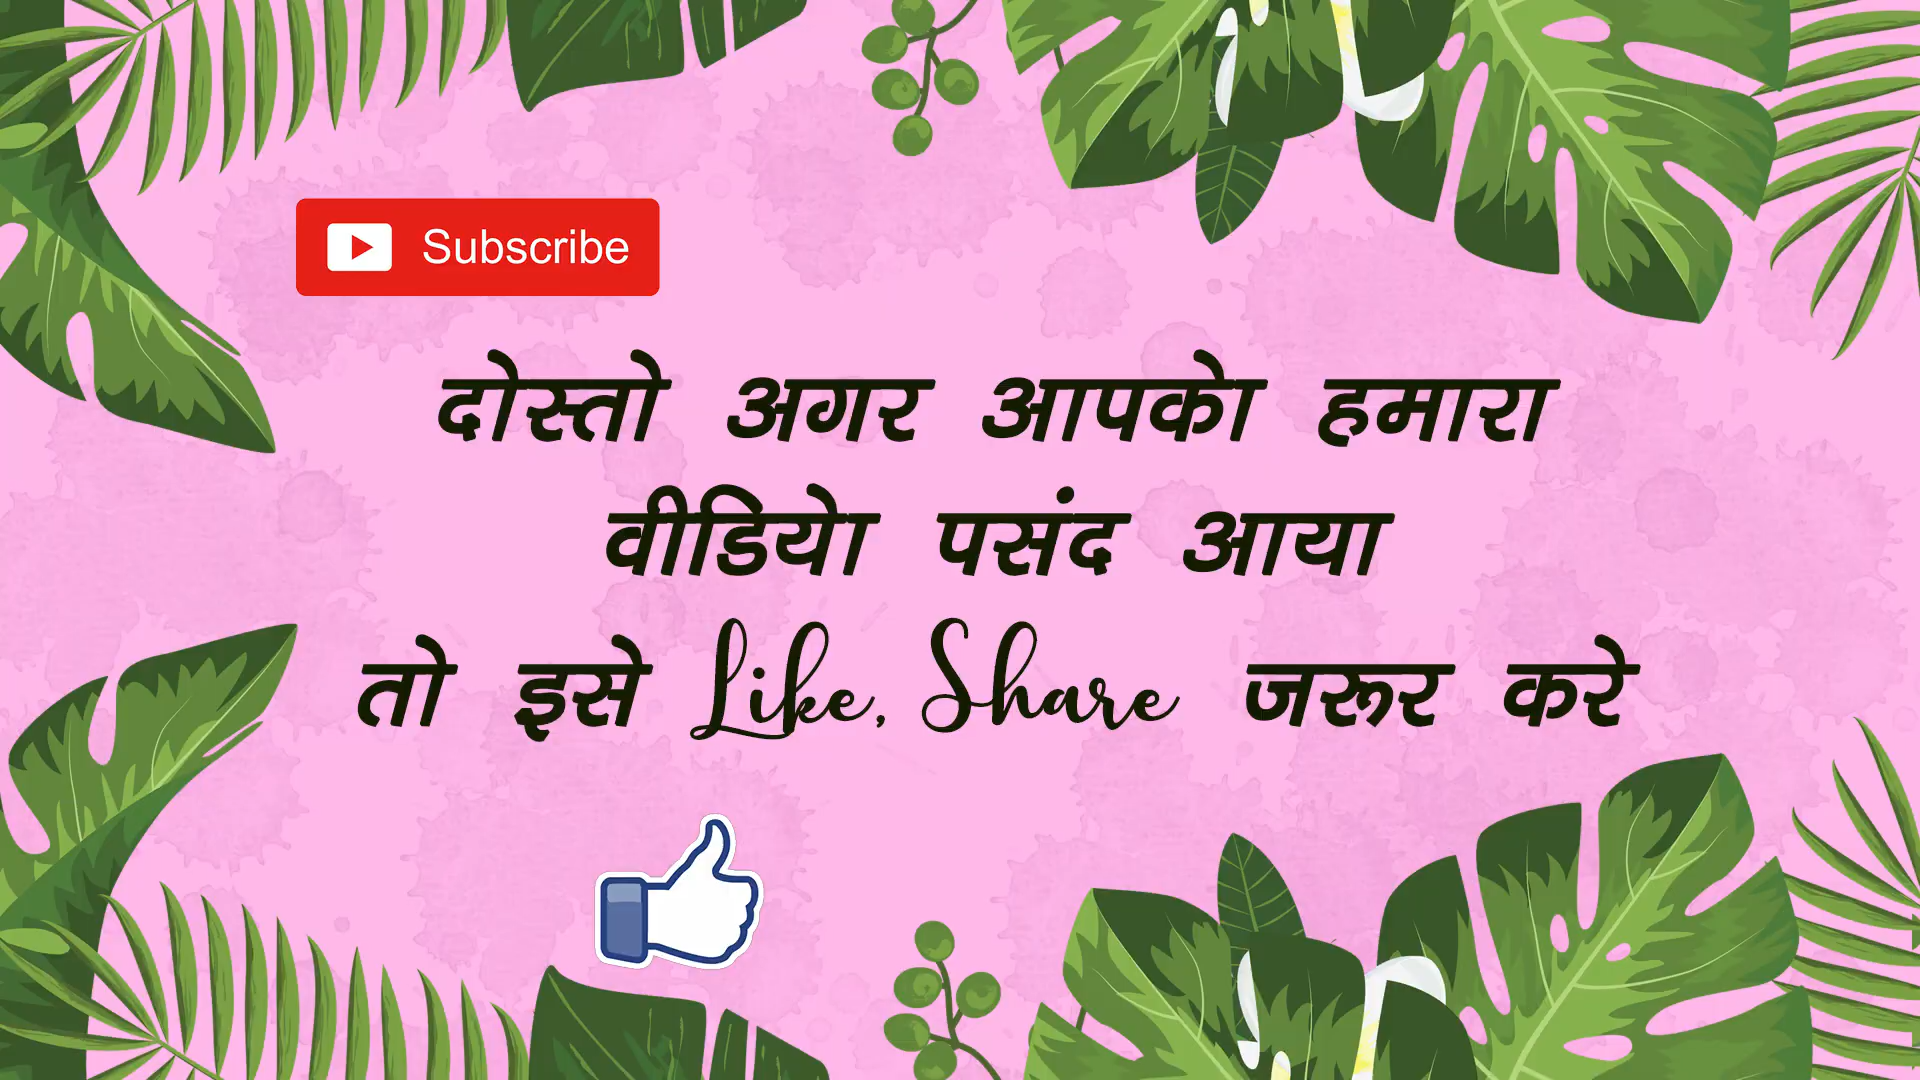 Subscribe
दोस्तो अगर आपको हमारा
वीडियो पसंद आया
तो इसे Like, Share जरूर करे